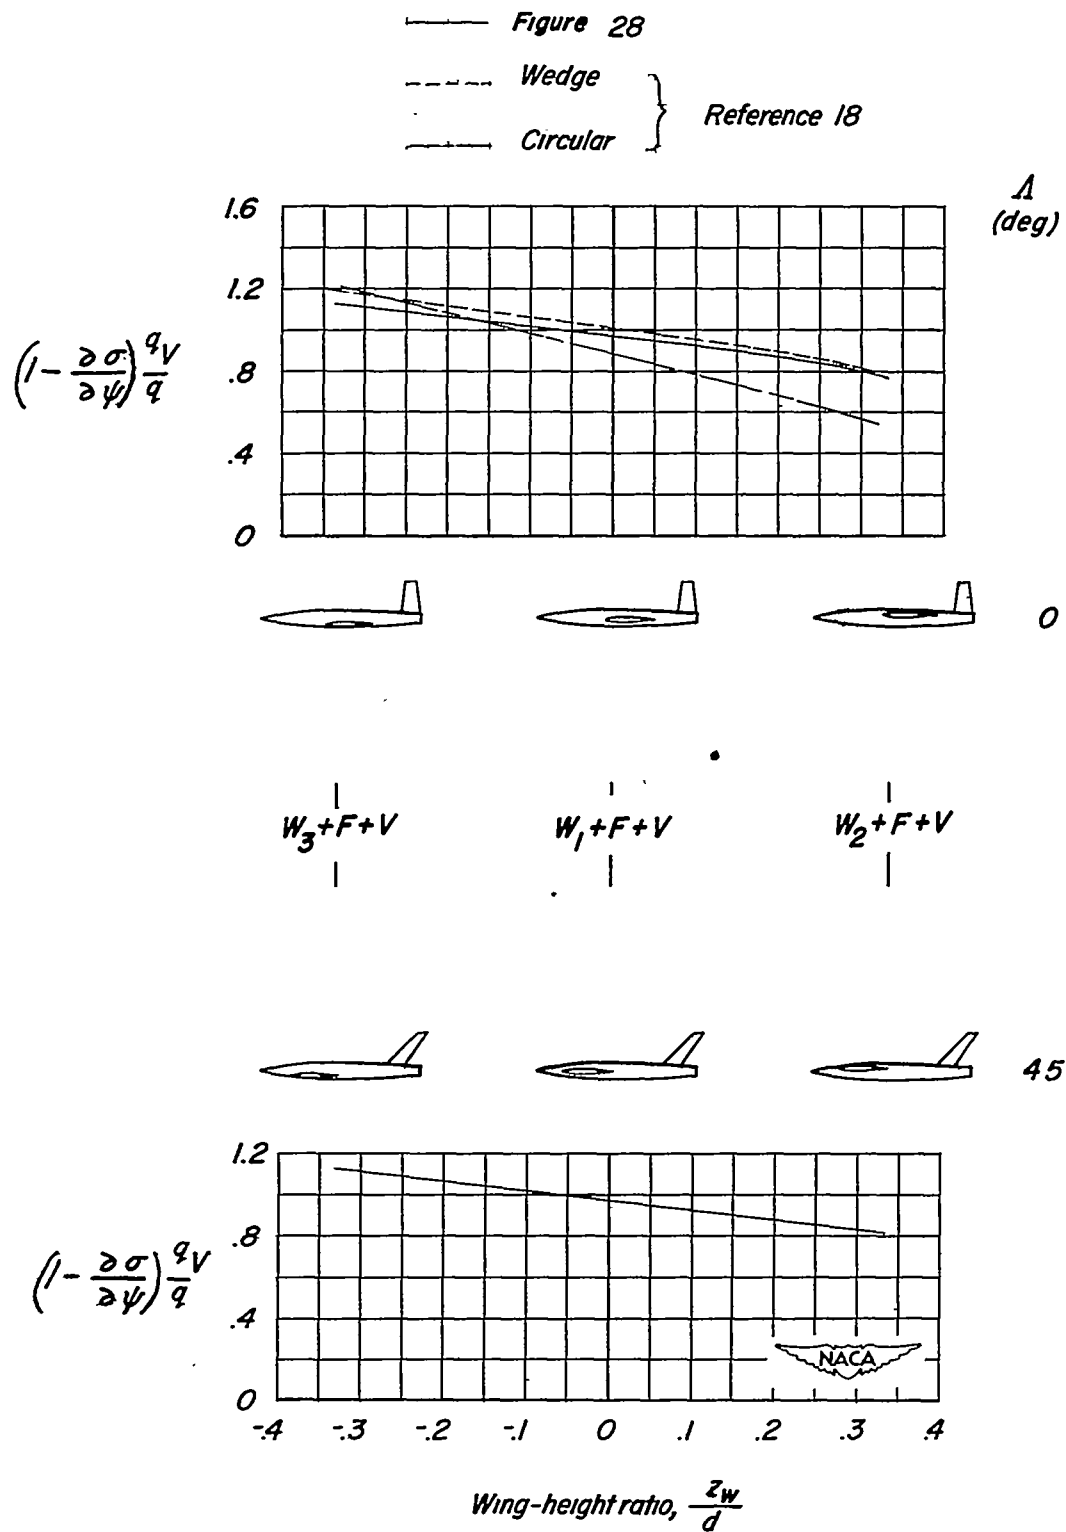 Figure 28
Wedge
Circular
Reference 18
Λ
(deg)
1.6
1.2
.8
.4
0
(1 - ∂σ/∂ψ) qV/q
0
W3+F+V
W1+F+V
W2+F+V
45
1.2
.8
.4
0
(1 - ∂σ/∂ψ) qV/q
NACA
-.4 -.3 -.2 -.1 0 .1 .2 .3 .4
Wing-height ratio, zw/d